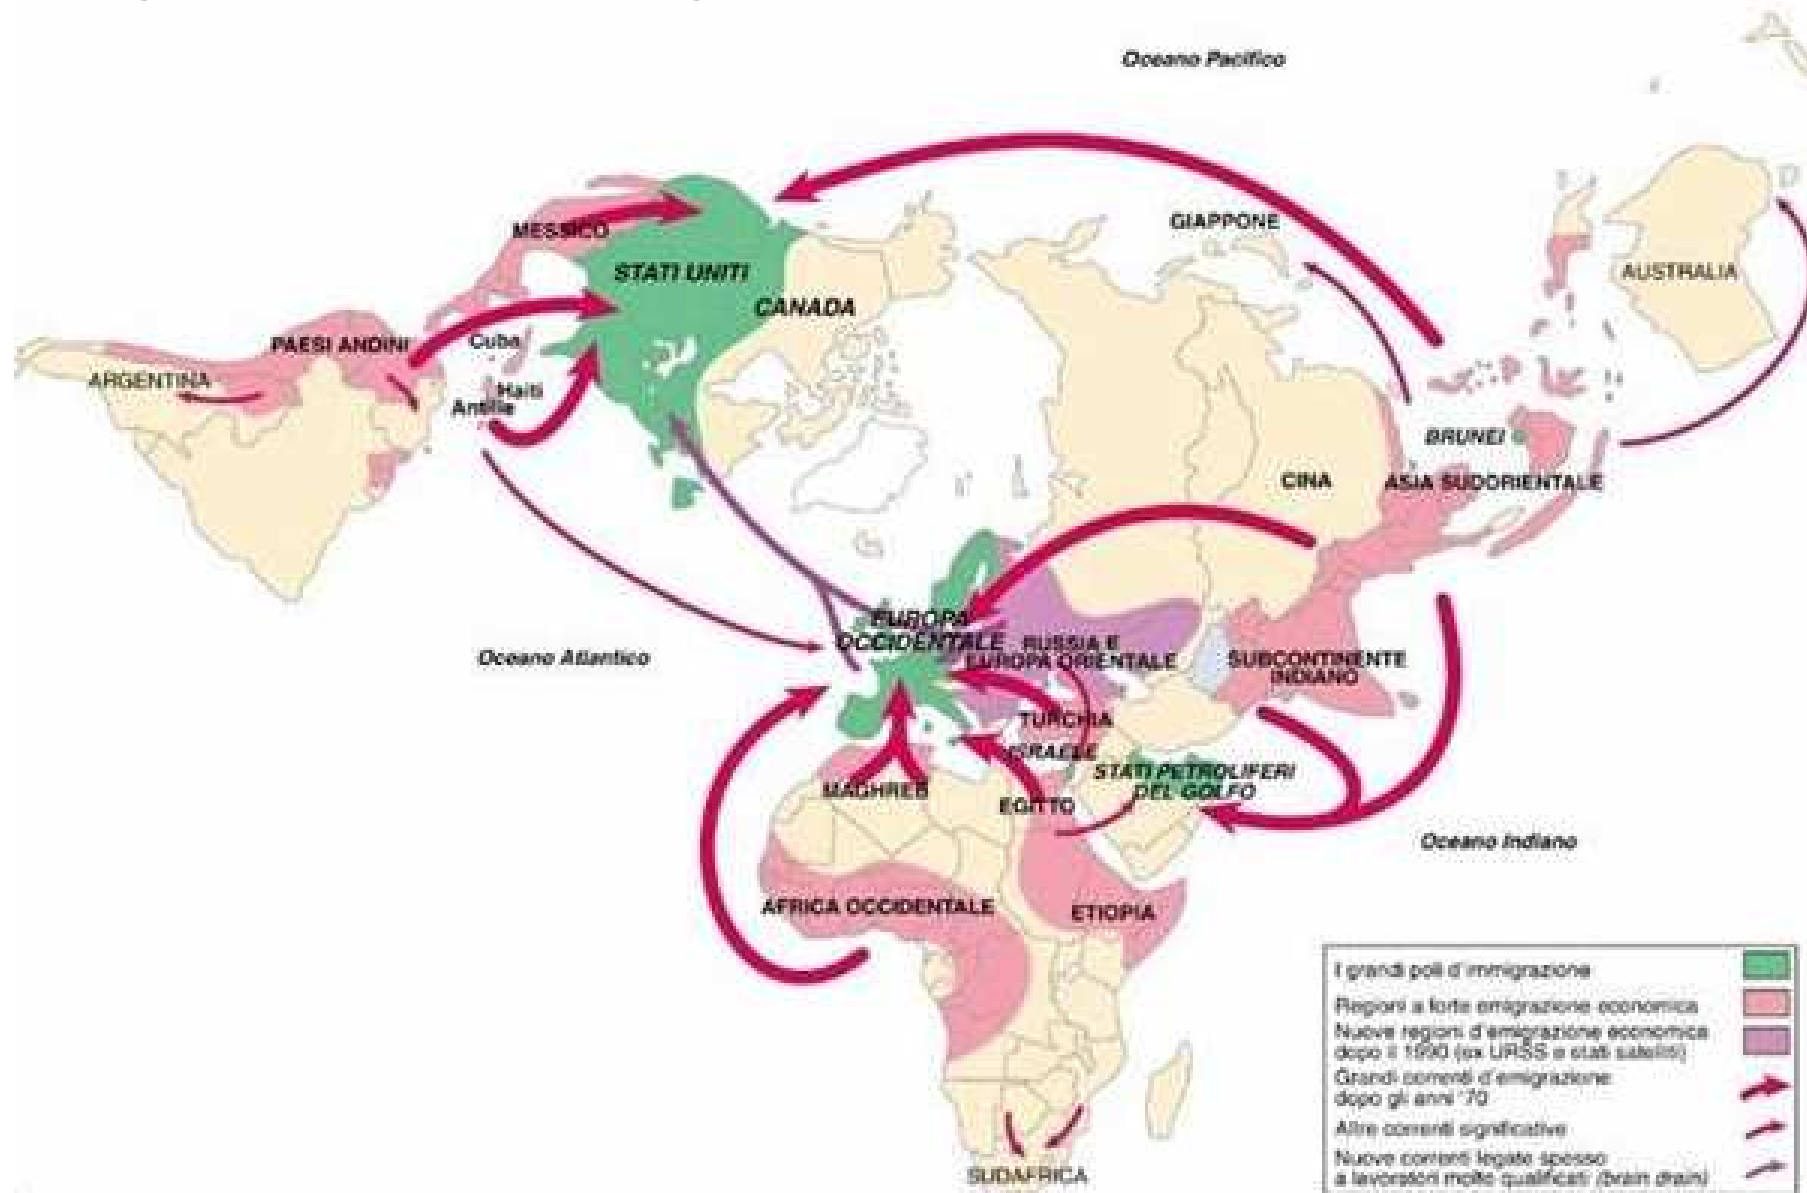 Oceano Pacifico
GIAPPONE
MESSICO
STATI UNITI
AUSTRALIA
CANADA
PAESI ANDINI
Cuba
ARGENTINA
Haiti
Antille
BRUNEI
CINA
ASIA SUDORIENTALE
EUROPA
OCCIDENTALE
RUSSIA E
EUROPA ORIENTALE
Oceano Atlantico
SUBCONTINENTE
INDIANO
TURCHIA
ISRAELE
STATI PETROLIFERI
DEL GOLFO
MAGHREB
EGITTO
Oceano Indiano
AFRICA OCCIDENTALE
ETIOPIA
SUDAFRICA
I grandi poli d'immigrazione
Regioni a forte emigrazione economica
Nuove regioni d'emigrazione economica
dopo il 1990 (ex URSS e stati satelliti)
Grandi correnti d'emigrazione
dopo gli anni '70
Altre correnti significative
Nuove correnti legate spesso
a lavoratori molto qualificati (brain drain)